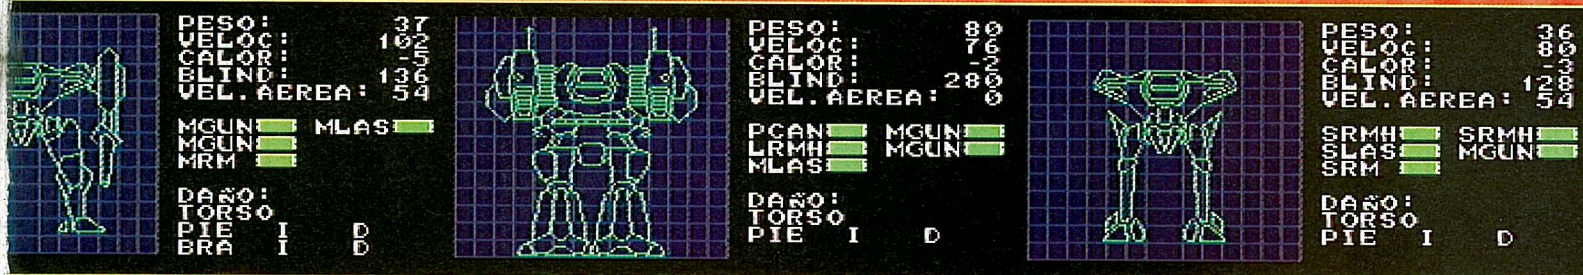 PESO: 37
VELOC: 102
CALOR: -5
BLIND: 136
VEL.AEREA: 54
MGUN MLAS
MGUN
MRM
DAÑO:
TORSO
PIE I D
BRA I D
PESO: 80
VELOC: 76
CALOR: -2
BLIND: 280
VEL.AEREA: 0
PCAN MGUN
LRMH MGUN
MLAS
DAÑO:
TORSO
PIE I D
PESO: 36
VELOC: 80
CALOR: -3
BLIND: 128
VEL.AEREA: 54
SRMH SRMH
SLAS MGUN
SRM
DAÑO:
TORSO
PIE I D